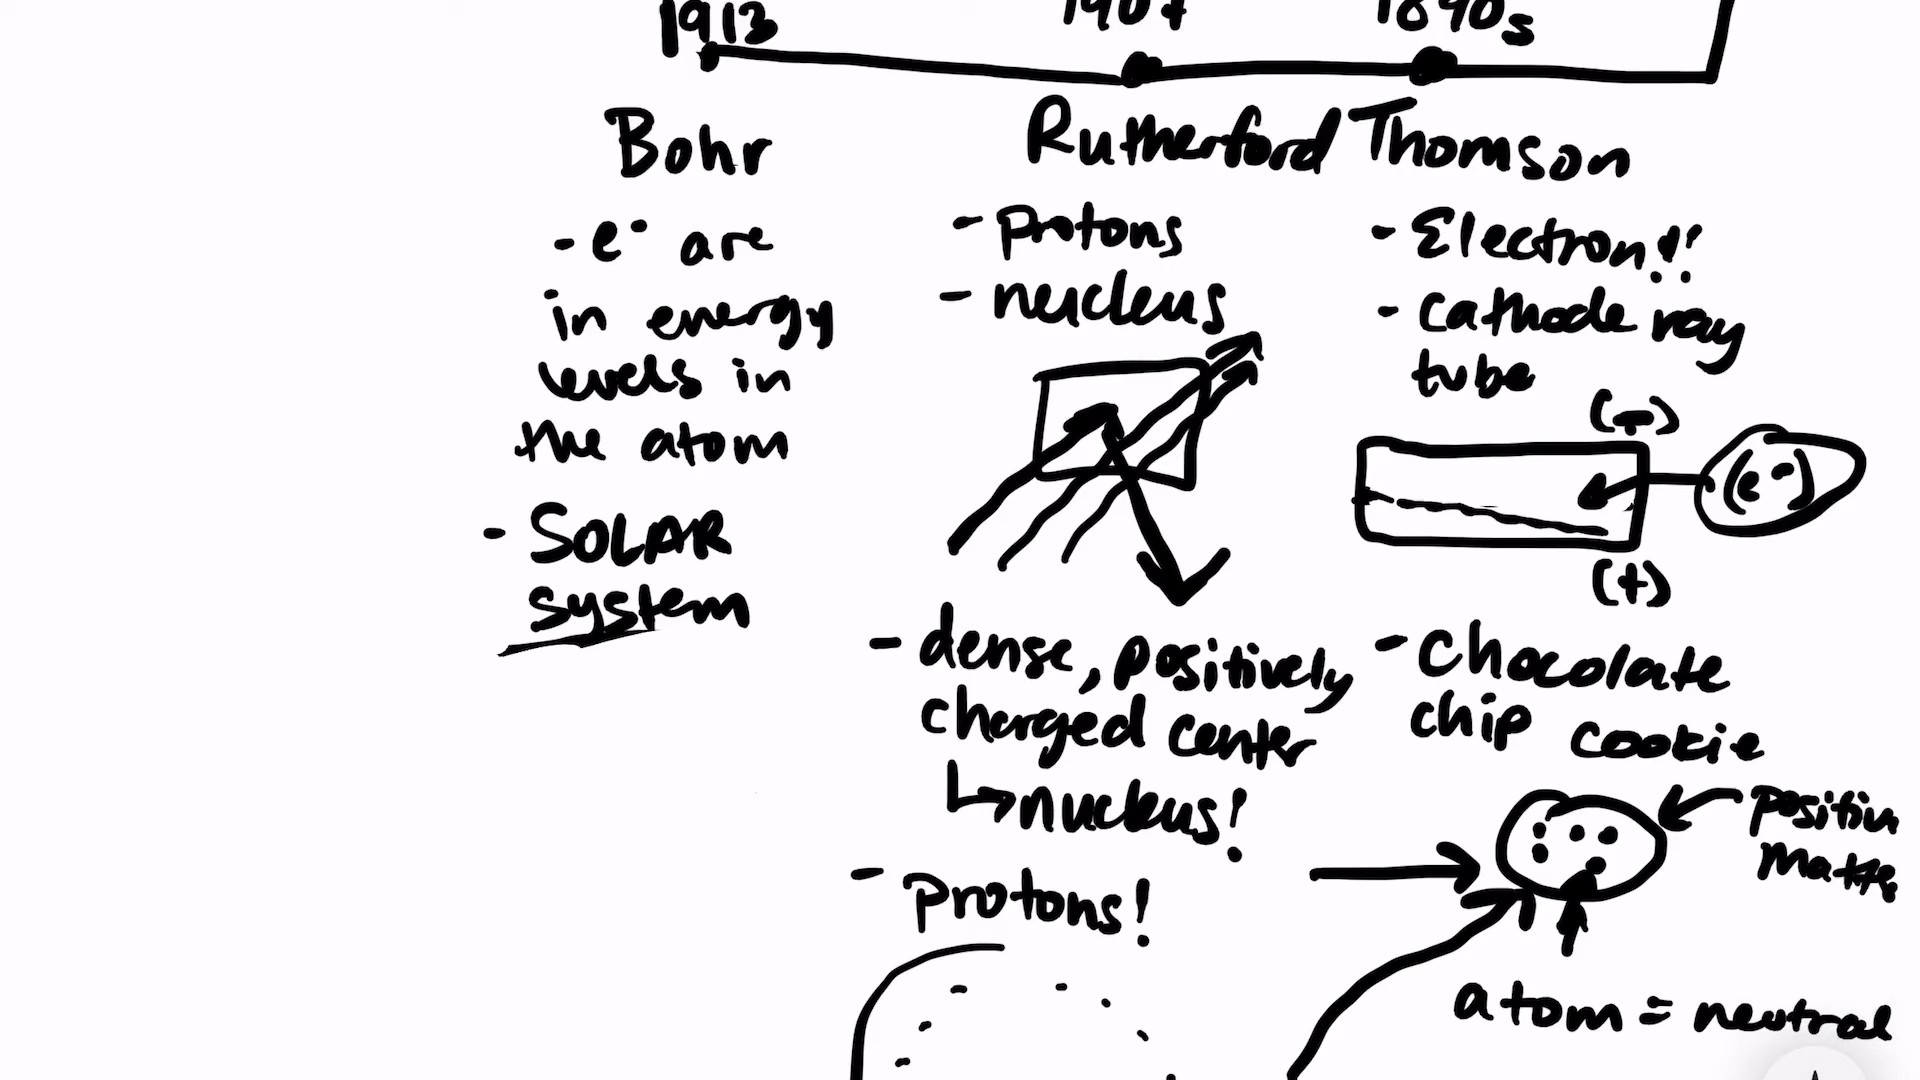 1913
1907
1890s
Bohr
- e⁻ are
in energy
levels in
the atom
- SOLAR
system
Rutherford
- Protons
- nucleus
- dense, positively
charged center
↳nucleus!
- Protons!
Thomson
- Electron!!
- cathode ray
tube
(-)
(e⁻)
(+)
- Chocolate
chip cookie
positive
matter
atom = neutral